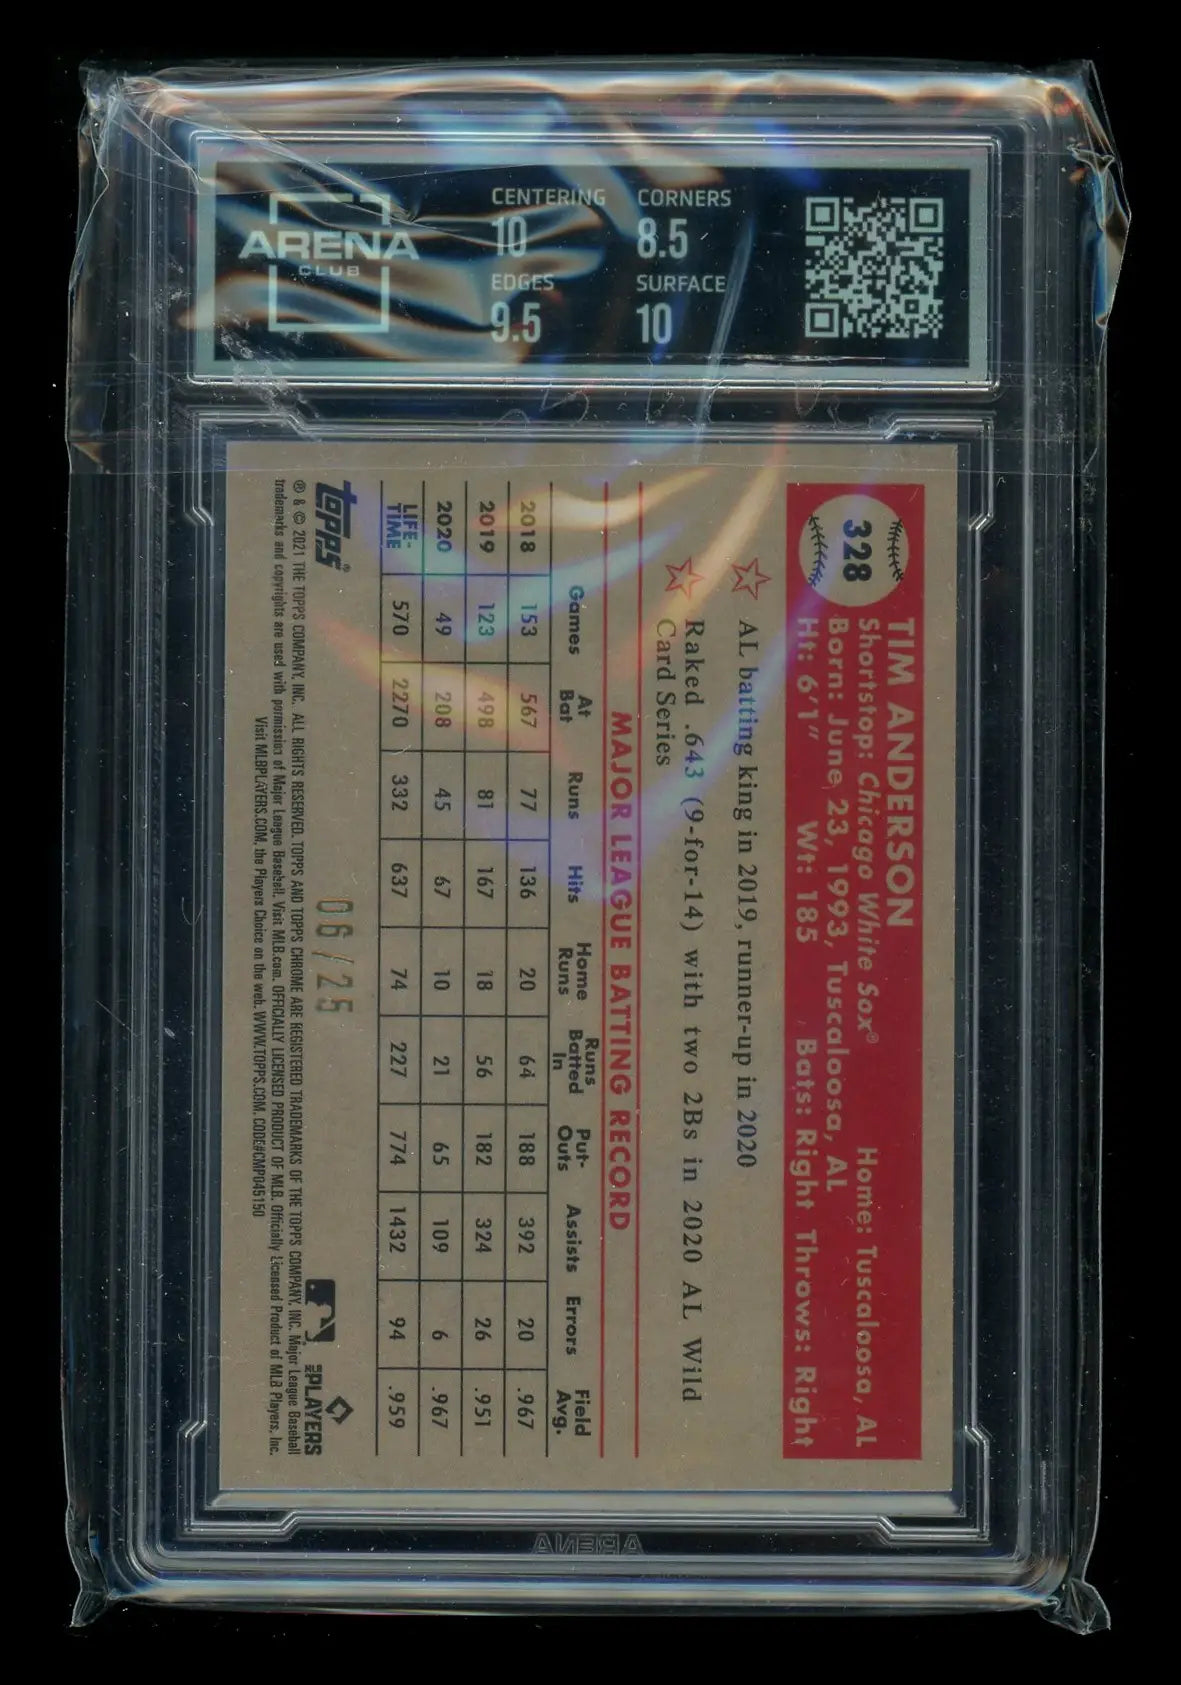 ARENA
CLUB
CENTERING
10
CORNERS
8.5
EDGES
9.5
SURFACE
10
328
TIM ANDERSON
Shortstop: Chicago White Sox® Home: Tuscaloosa, AL
Born: June 23, 1993, Tuscaloosa, AL
Ht: 6'1" Wt: 185 Bats: Right Throws: Right
AL batting king in 2019, runner-up in 2020
Raked .643 (9-for-14) with two 2Bs in 2020 AL Wild
Card Series
MAJOR LEAGUE BATTING RECORD
Games At Bat Runs Hits Home Runs Runs Batted In Put-Outs Assists Errors Field Avg.
2018 153 567 77 136 20 64 188 392 20 .967
2019 123 498 81 167 18 56 182 324 26 .951
2020 49 208 45 67 10 21 65 109 6 .967
LIFE-TIME 570 2270 332 637 74 227 774 1432 94 .959
06/25
topps®
MLB PLAYERS
® & © 2021 THE TOPPS COMPANY, INC. ALL RIGHTS RESERVED. TOPPS AND TOPPS CHROME ARE REGISTERED TRADEMARKS OF THE TOPPS COMPANY, INC. Major League Baseball
trademarks and copyrights are used with permission of Major League Baseball. Visit MLB.com. OFFICIALLY LICENSED PRODUCT OF MLB. Officially Licensed Product of MLB Players, Inc.
Visit MLBPLAYERS.COM, the Players Choice on the web. WWW.TOPPS.COM. CODE#CMP045150
ARENA